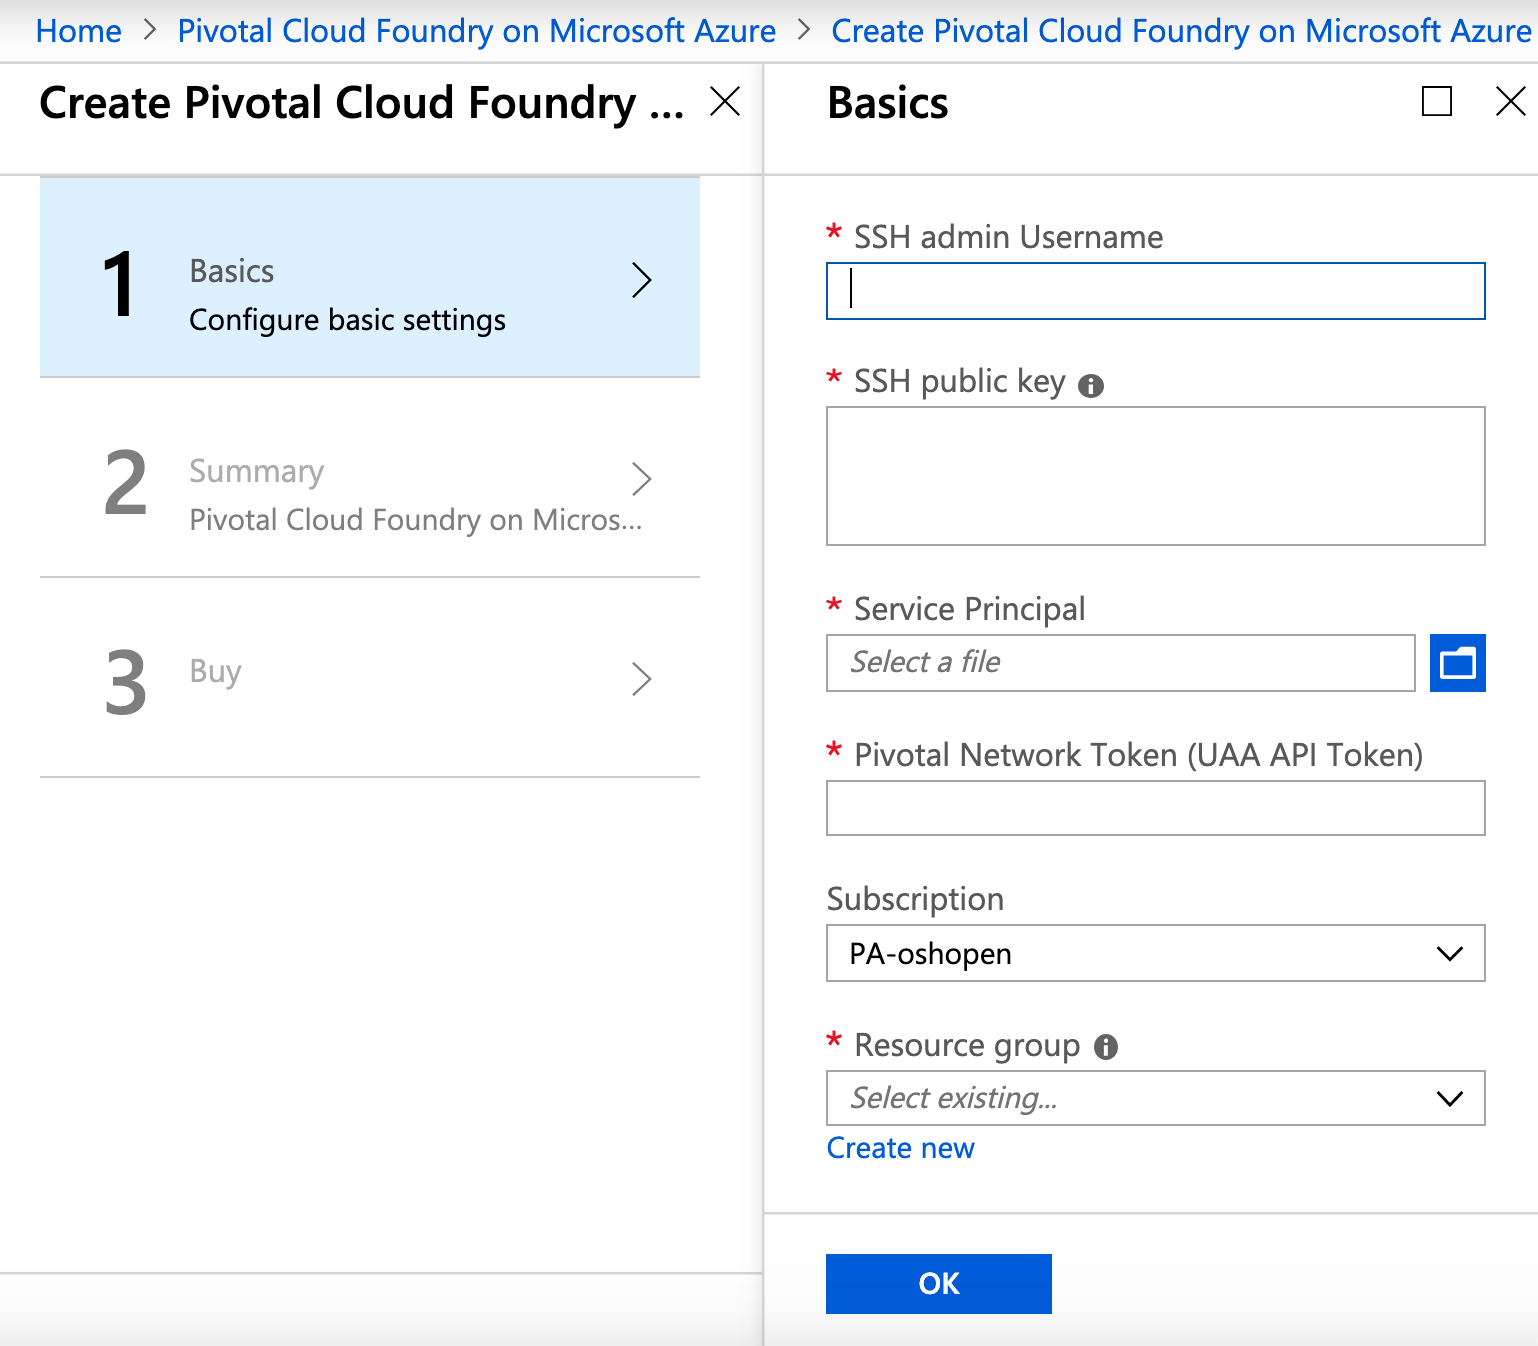 Home > Pivotal Cloud Foundry on Microsoft Azure > Create Pivotal Cloud Foundry on Microsoft Azure
Create Pivotal Cloud Foundry ...
1
Basics
Configure basic settings
2
Summary
Pivotal Cloud Foundry on Micros...
3
Buy
Basics
* SSH admin Username
* SSH public key
* Service Principal
Select a file
* Pivotal Network Token (UAA API Token)
Subscription
PA-oshopen
* Resource group
Select existing...
Create new
OK